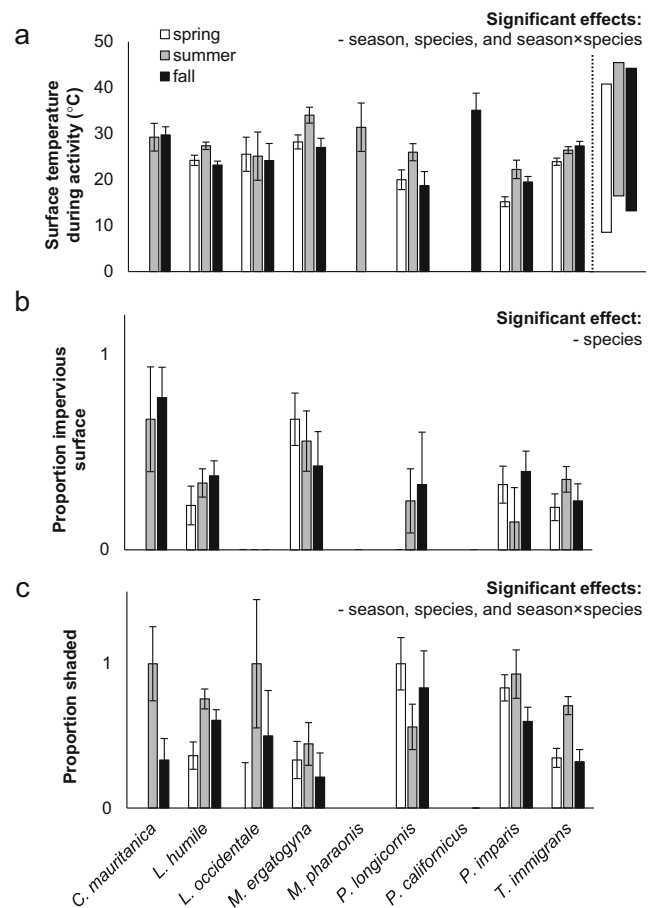 a
Significant effects:
- season, species, and season×species
spring
summer
fall
Surface temperature
during activity (°C)
50
40
30
20
10
0
b
Significant effect:
- species
Proportion impervious
surface
1
0
c
Significant effects:
- season, species, and season×species
Proportion shaded
1
0
C. mauritanica
L. humile
L. occidentale
M. ergatogyna
M. pharaonis
P. longicornis
P. californicus
P. imparis
T. immigrans